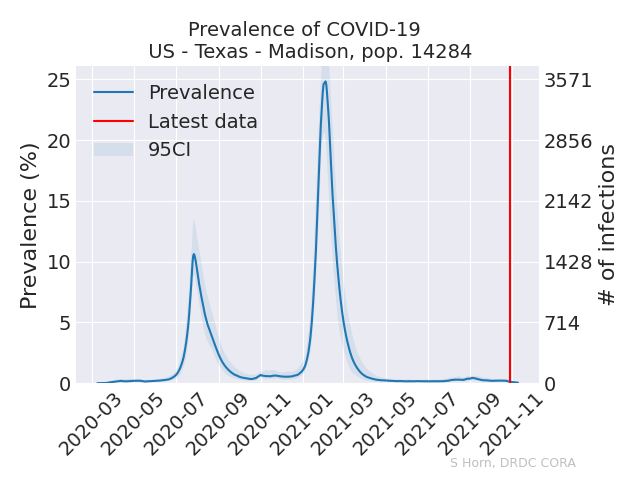 Prevalence of COVID-19
US - Texas - Madison, pop. 14284
Prevalence
Latest data
95CI
Prevalence (%)
25
20
15
10
5
0
3571
2856
2142
1428
714
0
# of infections
2020-03
2020-05
2020-07
2020-09
2020-11
2021-01
2021-03
2021-05
2021-07
2021-09
2021-11
S Horn, DRDC CORA